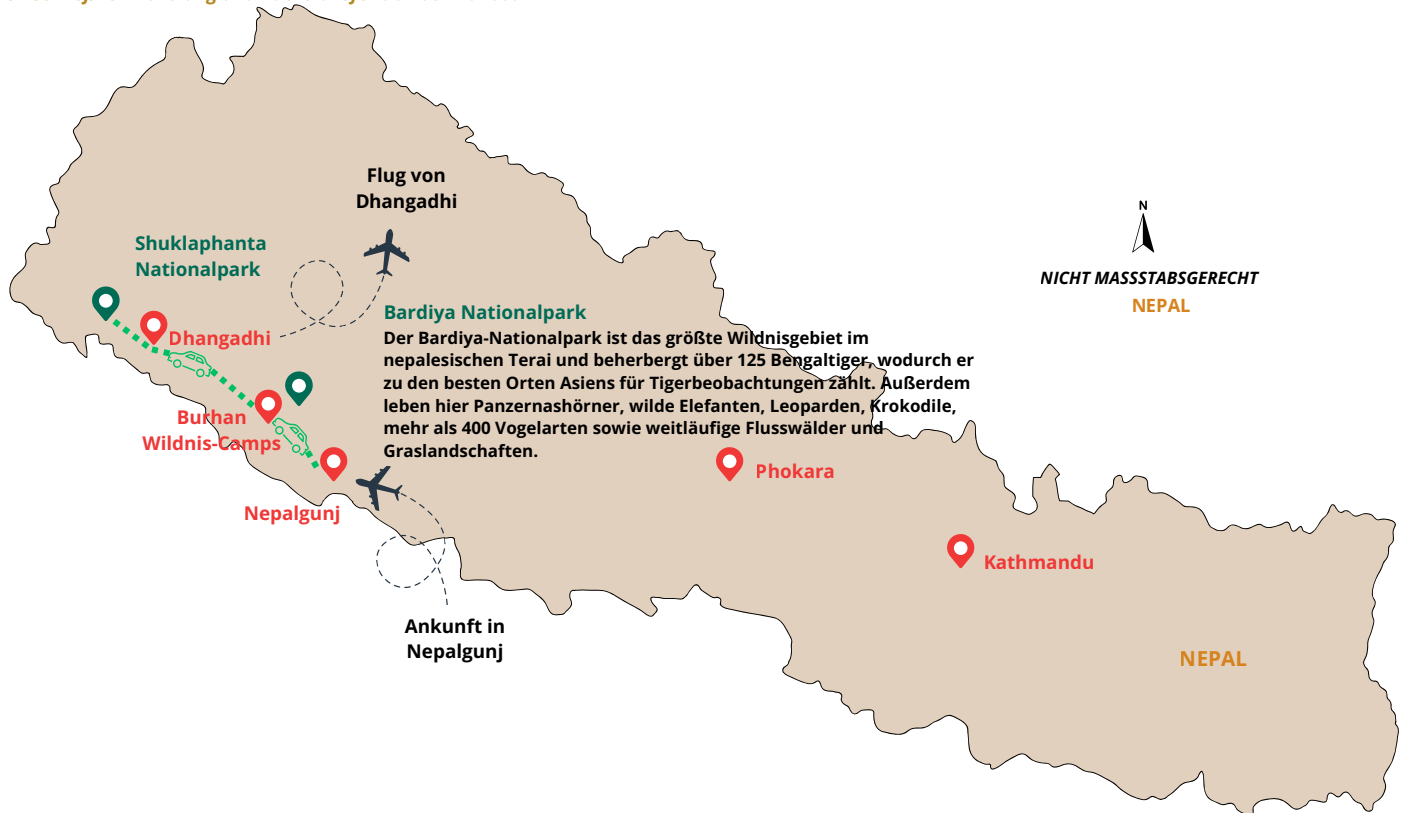 Flug von
Dhangadhi
N
Shuklaphanta
Nationalpark
NICHT MASSSTABSGERECHT
NEPAL
Bardiya Nationalpark
Dhangadhi
Der Bardiya-Nationalpark ist das größte Wildnisgebiet im
nepalesischen Terai und beherbergt über 125 Bengaltiger, wodurch er
zu den besten Orten Asiens für Tigerbeobachtungen zählt. Außerdem
leben hier Panzernashörner, wilde Elefanten, Leoparden, Krokodile,
mehr als 400 Vogelarten sowie weitläufige Flusswälder und
Graslandschaften.
Burhan
Wildnis-Camps
Phokara
Nepalgunj
Kathmandu
Ankunft in
Nepalgunj
NEPAL